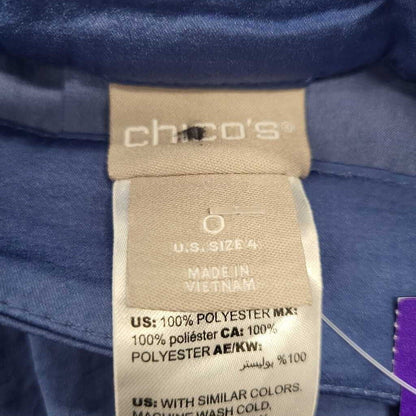 chico's®
0
U.S. SIZE 4
MADE IN
VIETNAM
US: 100% POLYESTER MX:
100% poliéster CA: 100%
POLYESTER AE/KW:
100% بوليستر
US: WITH SIMILAR COLORS.
MACHINE WASH COLD,